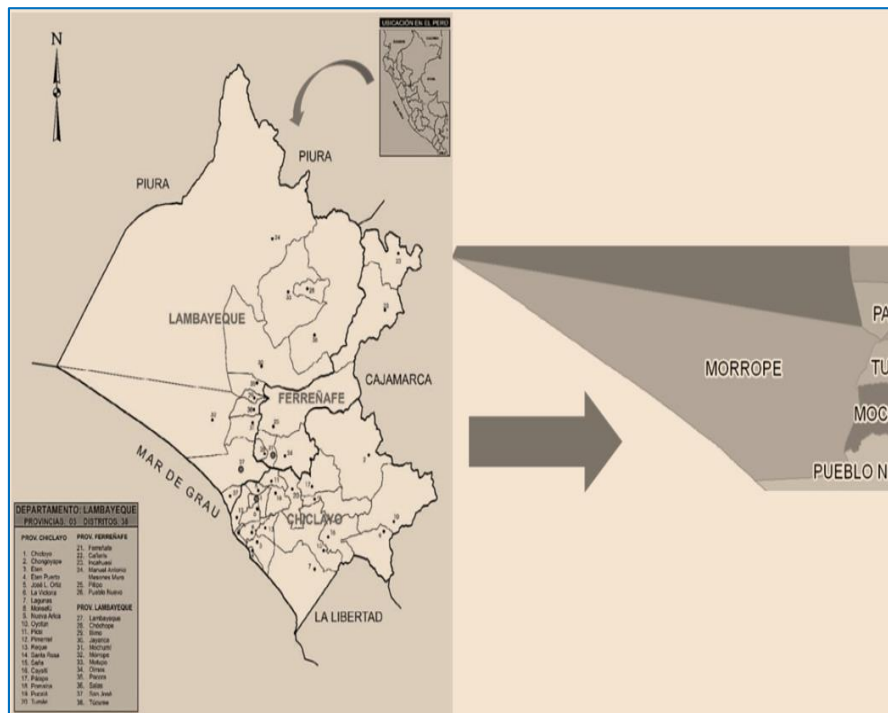 UBICACIÓN EN EL PERÚ
N
PIURA
PIURA
LAMBAYEQUE
CAJAMARCA
FERREÑAFE
MAR DE GRAU
CHICLAYO
LA LIBERTAD
DEPARTAMENTO: LAMBAYEQUE
PROVINCIAS: 03 DISTRITOS: 38
PROV. CHICLAYO
1. Chiclayo
2. Chongoyape
3. Eten
4. Eten Puerto
5. José L. Ortiz
6. La Victoria
7. Lagunas
8. Monsefú
9. Nueva Arica
10. Oyotún
11. Picsi
12. Pimentel
13. Reque
14. Santa Rosa
15. Saña
16. Cayaltí
17. Pátapo
18. Pomalca
19. Pucalá
20. Tumán
PROV. FERREÑAFE
21. Ferreñafe
22. Cañaris
23. Incahuasi
24. Manuel Antonio
Mesones Muro
25. Pítipo
26. Pueblo Nuevo
PROV. LAMBAYEQUE
27. Lambayeque
28. Chóchope
29. Illimo
30. Jayanca
31. Mochumí
32. Mórrope
33. Motupe
34. Olmos
35. Pacora
36. Salas
37. San José
38. Túcume
MORROPE
PA
TU
MOC
PUEBLO N